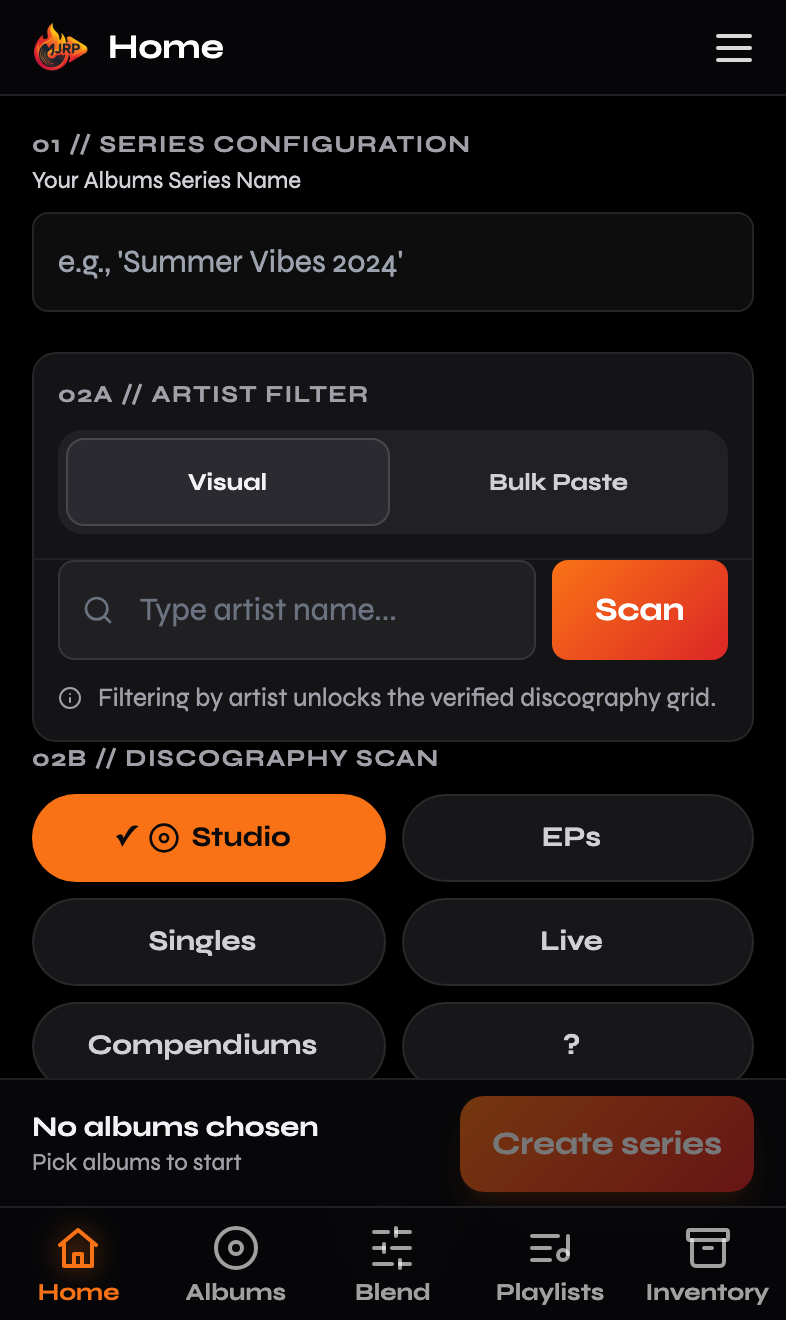 MJRP
Home
01 // SERIES CONFIGURATION
Your Albums Series Name
e.g., 'Summer Vibes 2024'
02A // ARTIST FILTER
Visual
Bulk Paste
Type artist name...
Scan
Filtering by artist unlocks the verified discography grid.
02B // DISCOGRAPHY SCAN
✓ Studio
EPs
Singles
Live
Compendiums
?
No albums chosen
Pick albums to start
Create series
Home
Albums
Blend
Playlists
Inventory